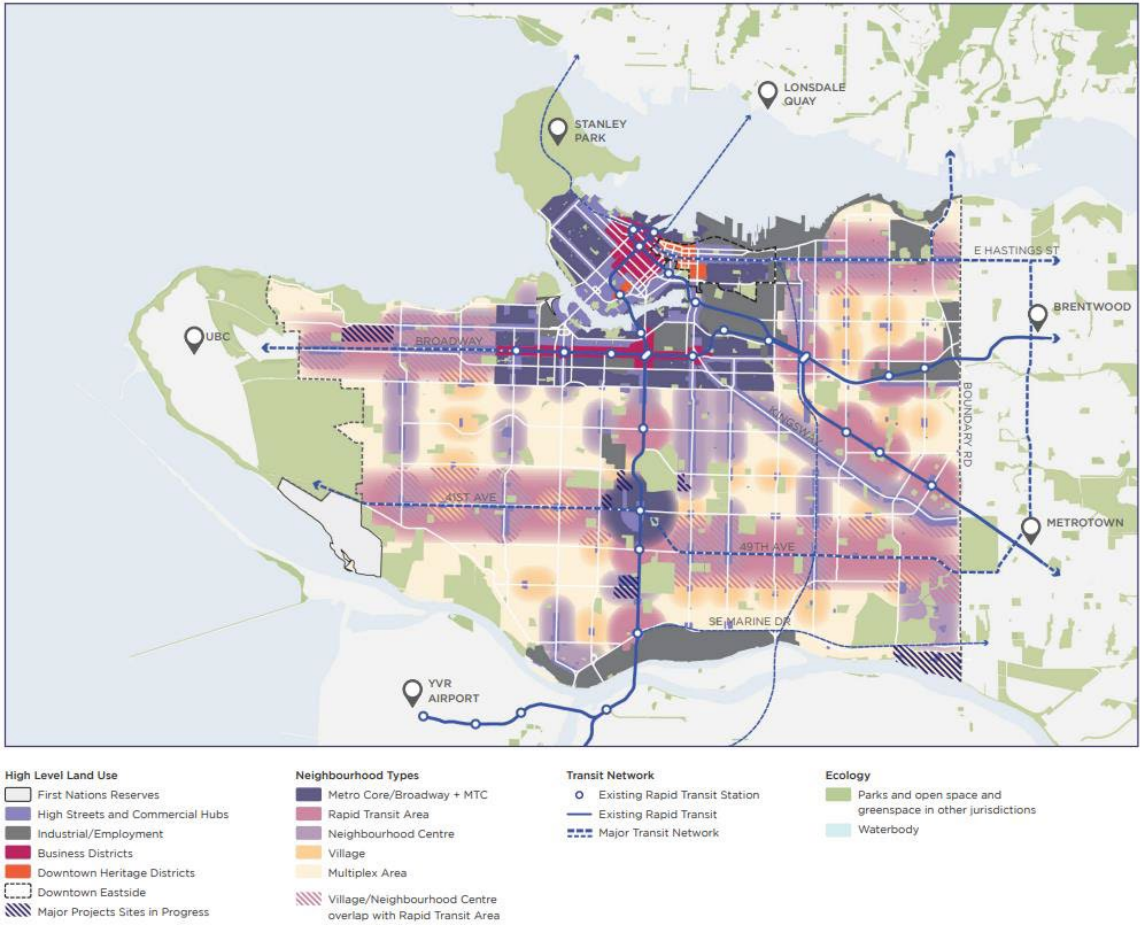 LONSDALE
QUAY
STANLEY
PARK
E HASTINGS ST
BRENTWOOD
UBC
BROADWAY
KINGSWAY
BOUNDARY RD
41ST AVE
METROTOWN
49TH AVE
SE MARINE DR
YVR
AIRPORT
High Level Land Use
First Nations Reserves
High Streets and Commercial Hubs
Industrial/Employment
Business Districts
Downtown Heritage Districts
Downtown Eastside
Major Projects Sites in Progress
Neighbourhood Types
Metro Core/Broadway + MTC
Rapid Transit Area
Neighbourhood Centre
Village
Multiplex Area
Village/Neighbourhood Centre
overlap with Rapid Transit Area
Transit Network
Existing Rapid Transit Station
Existing Rapid Transit
Major Transit Network
Ecology
Parks and open space and
greenspace in other jurisdictions
Waterbody